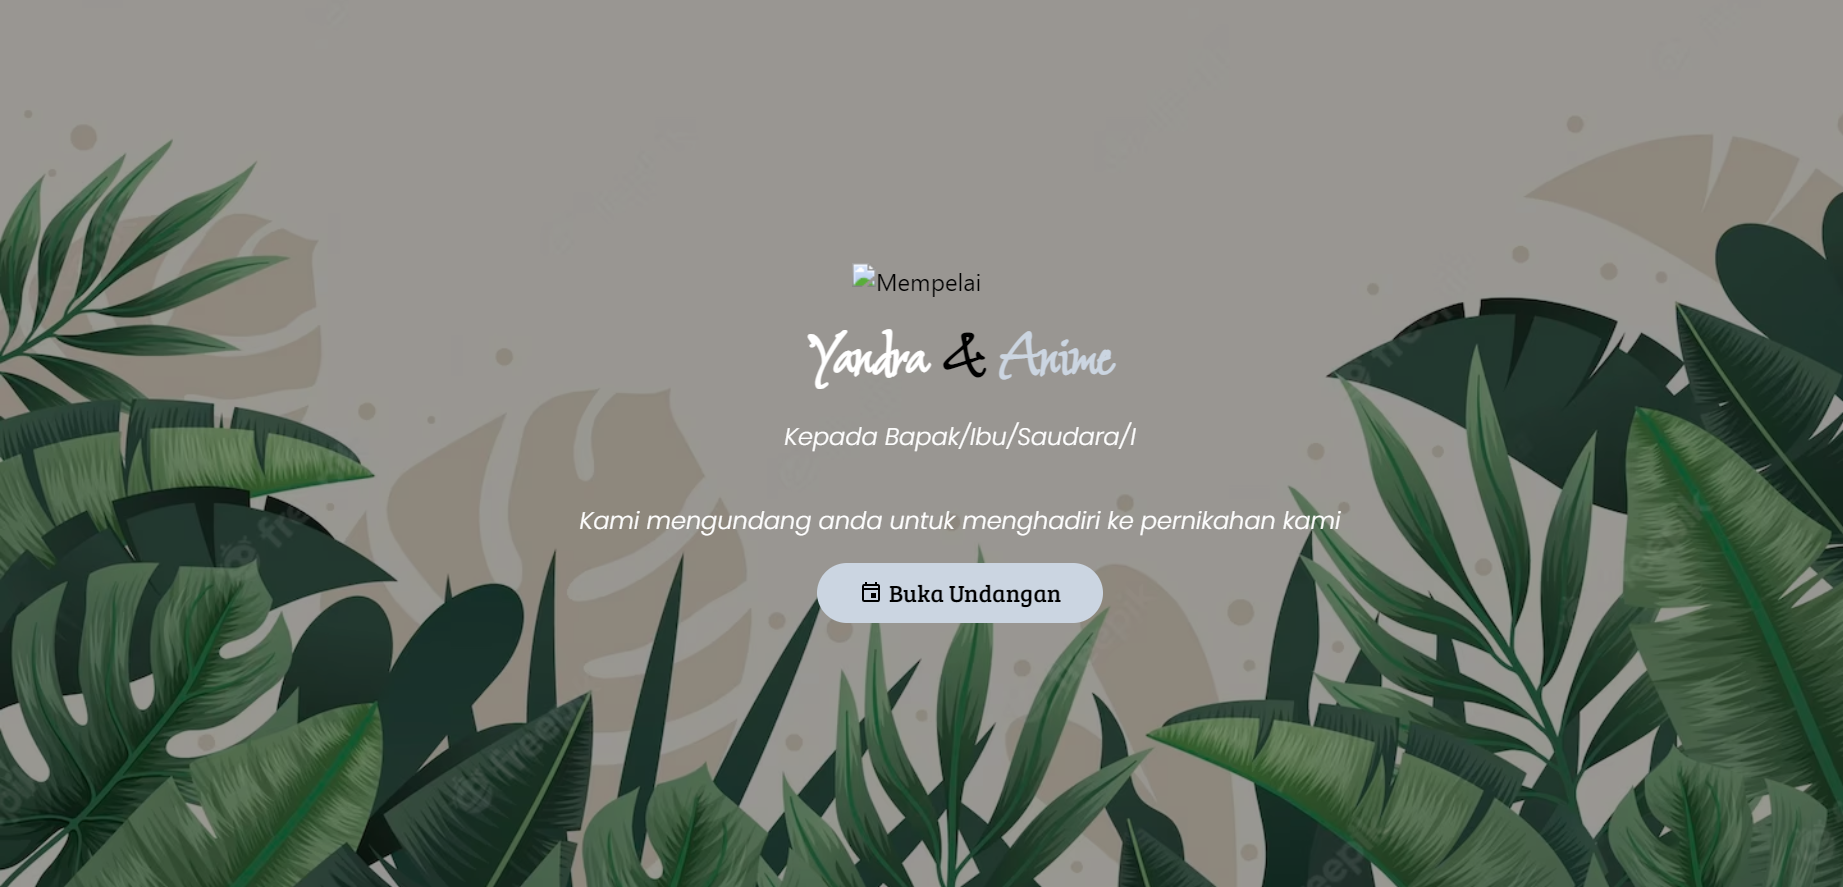 Mempelai
Yandra & Anime
Kepada Bapak/Ibu/Saudara/I
Kami mengundang anda untuk menghadiri ke pernikahan kami
Buka Undangan